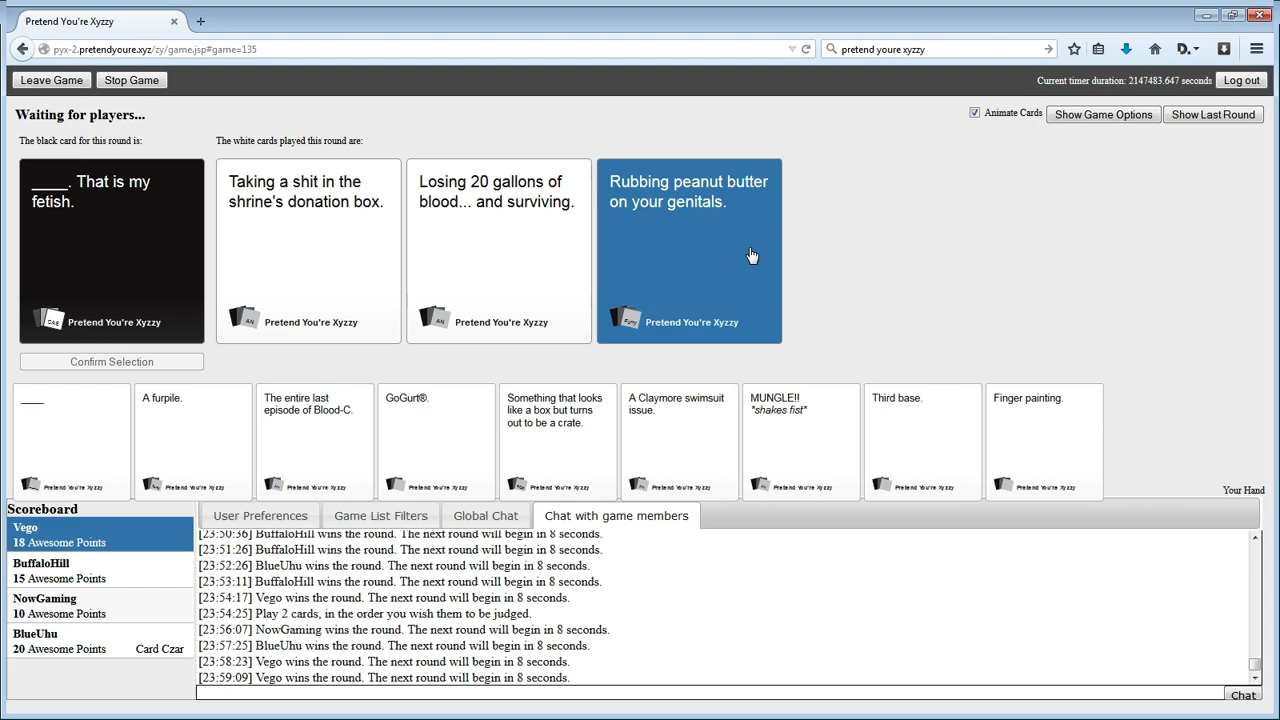 Pretend You're Xyzzy
pyx-2.pretendyoure.xyz/zy/game.jsp#game=135
pretend youre xyzzy
Leave Game
Stop Game
Current timer duration: 2147483.647 seconds
Log out
Waiting for players...
Animate Cards
Show Game Options
Show Last Round
The black card for this round is:
The white cards played this round are:
____. That is my
fetish.
CAE
Pretend You're Xyzzy
Taking a shit in the
shrine's donation box.
AN
Pretend You're Xyzzy
Losing 20 gallons of
blood... and surviving.
AN
Pretend You're Xyzzy
Rubbing peanut butter
on your genitals.
Pretend You're Xyzzy
Confirm Selection
____
Pretend Yo're Xyzzy
A furpile.
Pretend Yo're Xyzzy
The entire last
episode of Blood-C.
Pretend Yo're Xyzzy
GoGurt®.
Pretend Yo're Xyzzy
Something that looks
like a box but turns
out to be a crate.
Pretend Yo're Xyzzy
A Claymore swimsuit
issue.
Pretend Yo're Xyzzy
MUNGLE!!
*shakes fist*
Pretend Yo're Xyzzy
Third base.
Pretend Yo're Xyzzy
Finger painting.
Pretend Yo're Xyzzy
Your Hand
Scoreboard
Vego
18 Awesome Points
BuffaloHill
15 Awesome Points
NowGaming
10 Awesome Points
BlueUhu
20 Awesome Points Card Czar
User Preferences
Game List Filters
Global Chat
Chat with game members
[23:50:36] BuffaloHill wins the round. The next round will begin in 8 seconds.
[23:51:26] BuffaloHill wins the round. The next round will begin in 8 seconds.
[23:52:26] BlueUhu wins the round. The next round will begin in 8 seconds.
[23:53:11] BuffaloHill wins the round. The next round will begin in 8 seconds.
[23:54:17] Vego wins the round. The next round will begin in 8 seconds.
[23:54:25] Play 2 cards, in the order you wish them to be judged.
[23:56:07] NowGaming wins the round. The next round will begin in 8 seconds.
[23:57:25] BlueUhu wins the round. The next round will begin in 8 seconds.
[23:58:23] Vego wins the round. The next round will begin in 8 seconds.
[23:59:09] Vego wins the round. The next round will begin in 8 seconds.
Chat